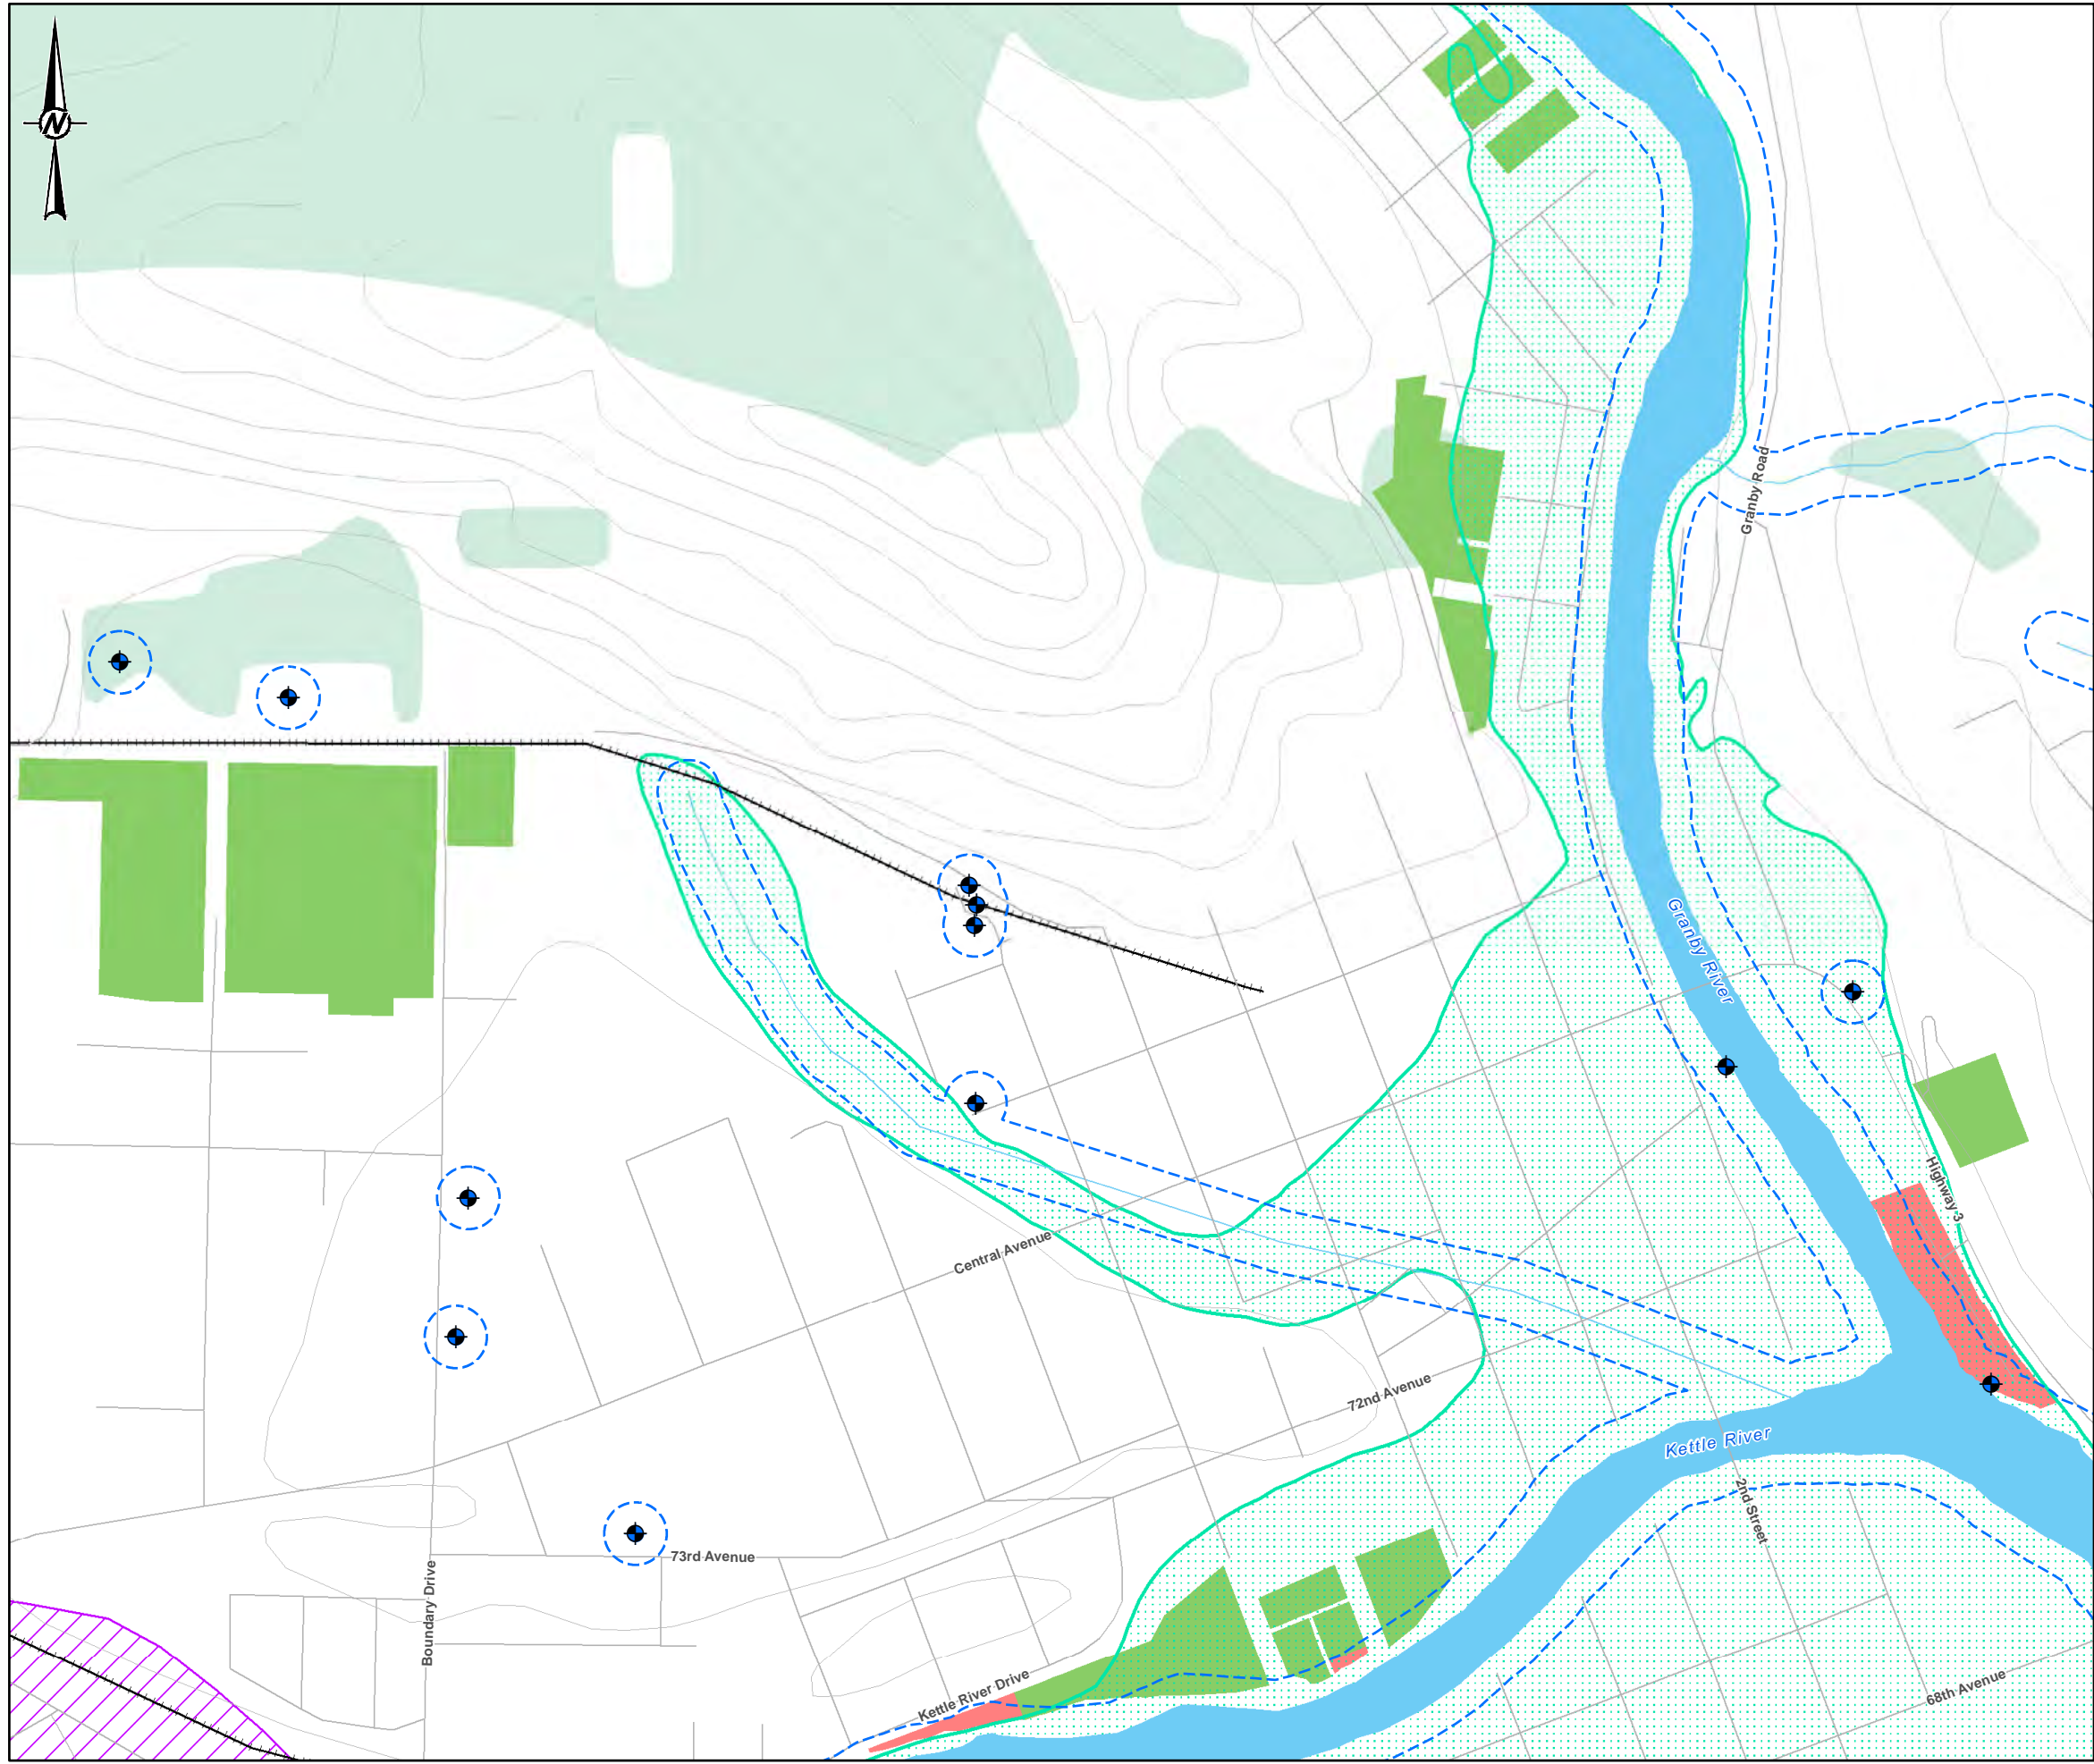 N
Granby Road
Granby River
Highway 3
Central Avenue
72nd Avenue
Kettle River
2nd Street
73rd Avenue
Boundary Drive
Kettle River Drive
68th Avenue